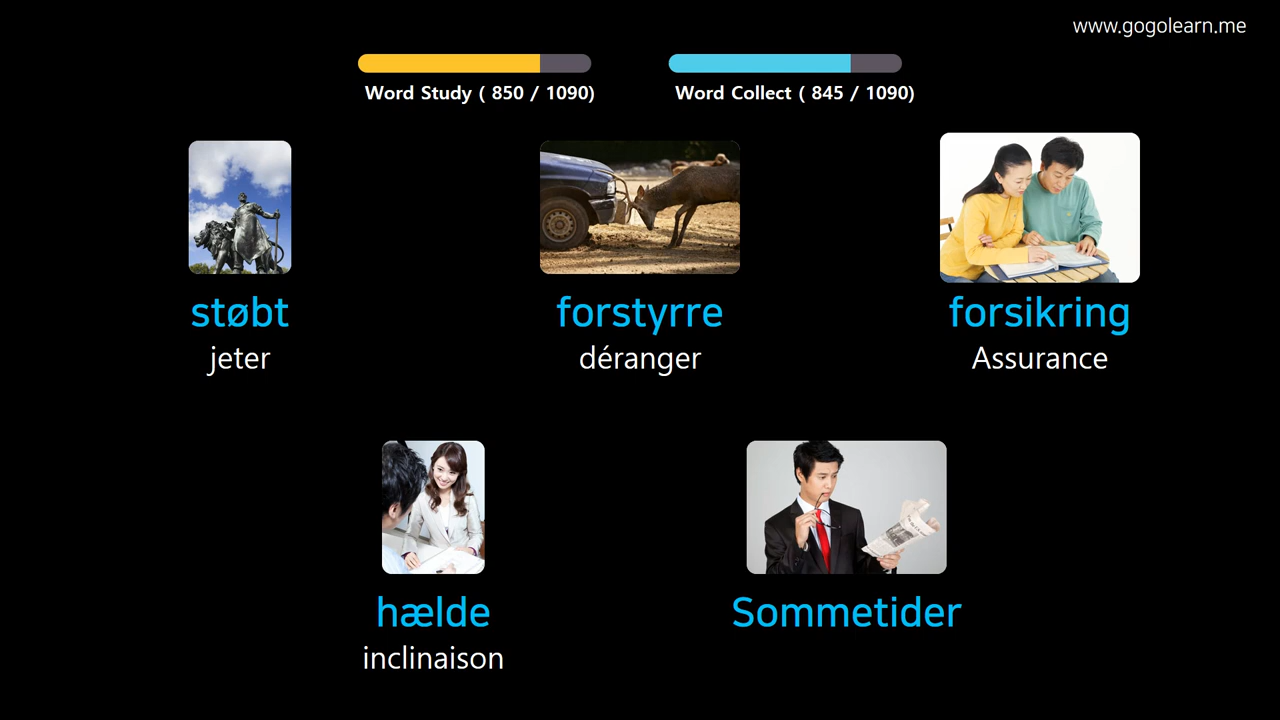 www.gogolearn.me
Word Study ( 850 / 1090)
Word Collect ( 845 / 1090)
støbt
jeter
forstyrre
déranger
forsikring
Assurance
hælde
inclinaison
Sommetider